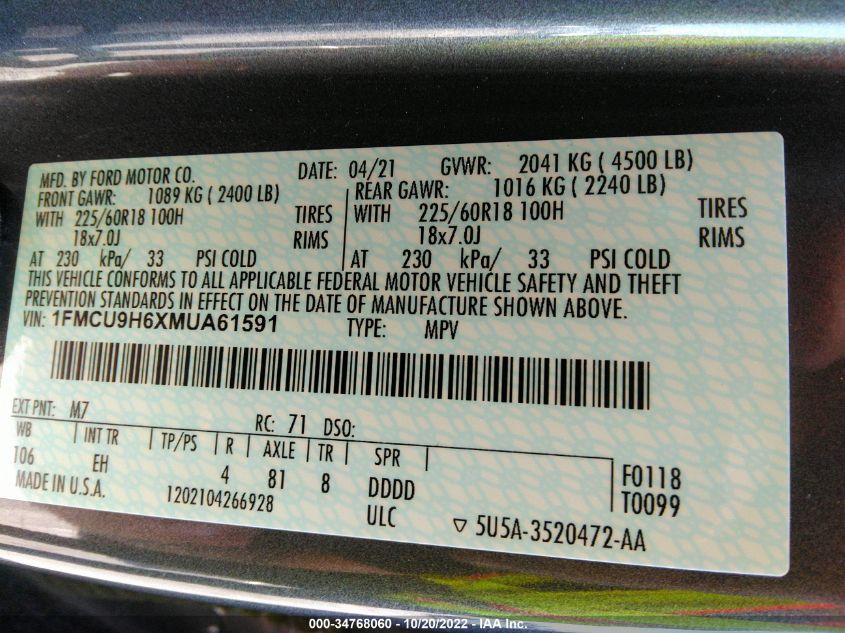 MFD. BY FORD MOTOR CO. DATE: 04/21 GVWR: 2041 KG ( 4500 LB)
FRONT GAWR: 1089 KG ( 2400 LB) REAR GAWR: 1016 KG ( 2240 LB)
WITH 225/60R18 100H TIRES WITH 225/60R18 100H TIRES
18x7.0J RIMS 18x7.0J RIMS
AT 230 kPa/ 33 PSI COLD AT 230 kPa/ 33 PSI COLD
THIS VEHICLE CONFORMS TO ALL APPLICABLE FEDERAL MOTOR VEHICLE SAFETY AND THEFT
PREVENTION STANDARDS IN EFFECT ON THE DATE OF MANUFACTURE SHOWN ABOVE.
VIN: 1FMCU9H6XMUA61591 TYPE: MPV
EXT PNT: M7 RC: 71 DSO:
WB INT TR TP/PS R AXLE TR SPR
106 EH 4 81 8 DDDD F0118
MADE IN U.S.A. 1202104266928 ULC T0099
▽ 5U5A-3520472-AA
000-34768060 - 10/20/2022 - IAA Inc.